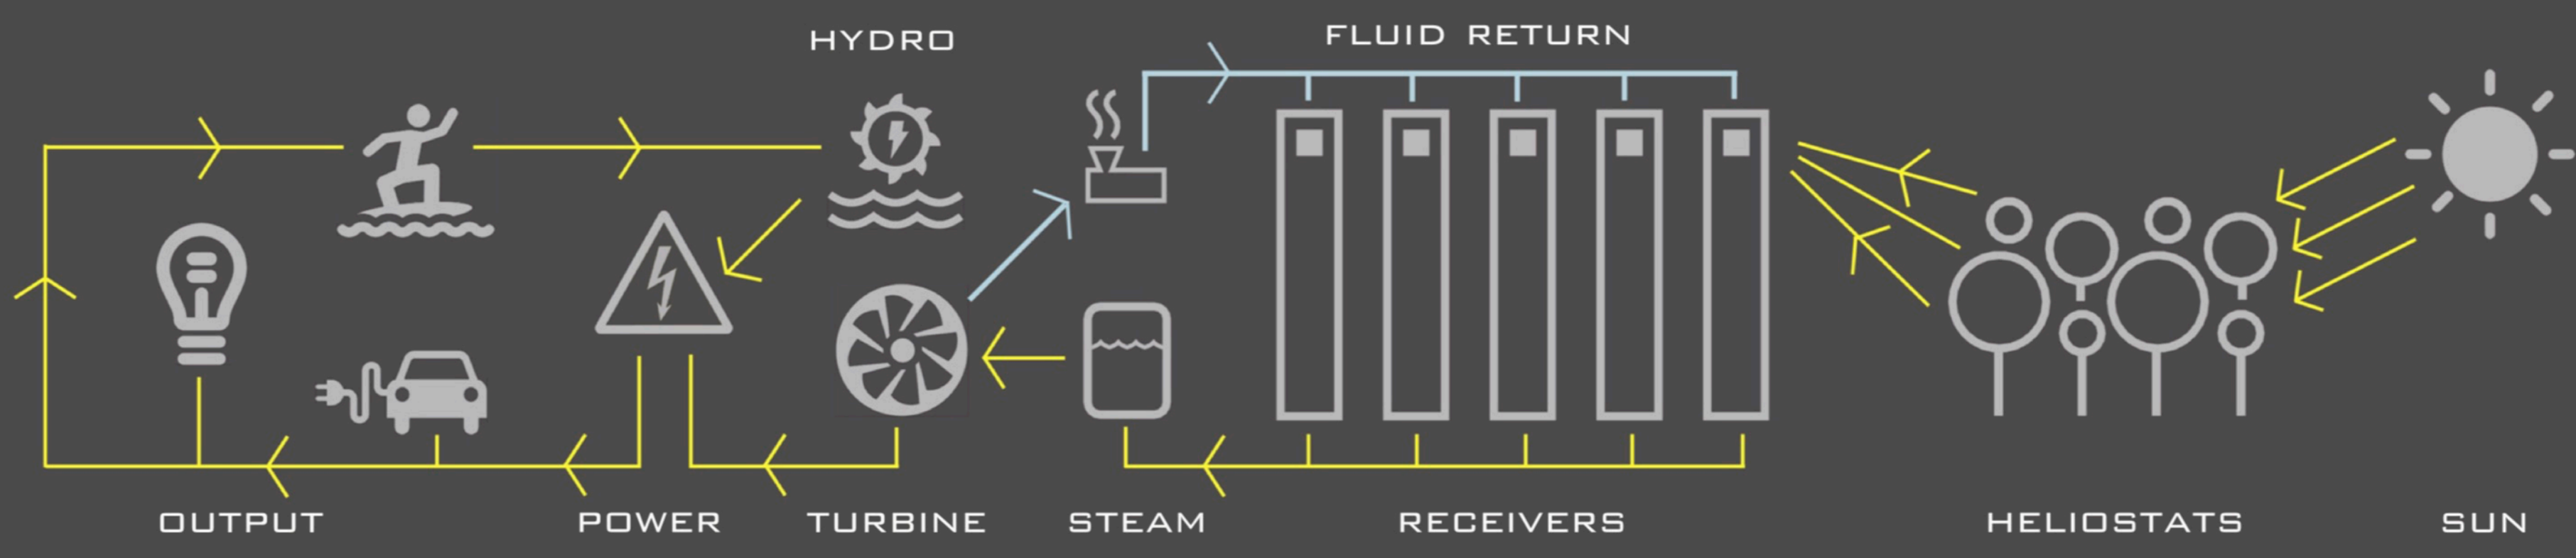 HYDRO
FLUID RETURN
OUTPUT
POWER
TURBINE
STEAM
RECEIVERS
HELIOSTATS
SUN